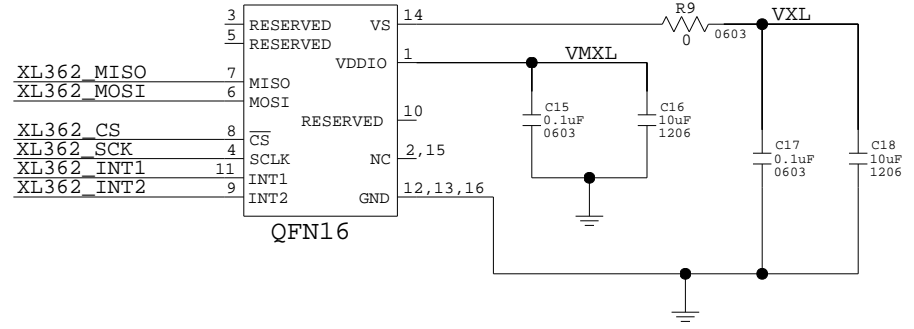 3 RESERVED VS 14 R9 0 0603 VXL
5 RESERVED
VDDIO 1 VMXL
XL362_MISO 7 MISO
XL362_MOSI 6 MOSI
RESERVED 10
C15
0.1uF
0603
C16
10uF
1206
XL362_CS 8 CS
XL362_SCK 4 SCLK NC 2,15
XL362_INT1 11 INT1
XL362_INT2 9 INT2 GND 12,13,16
C17
0.1uF
0603
C18
10uF
1206
QFN16